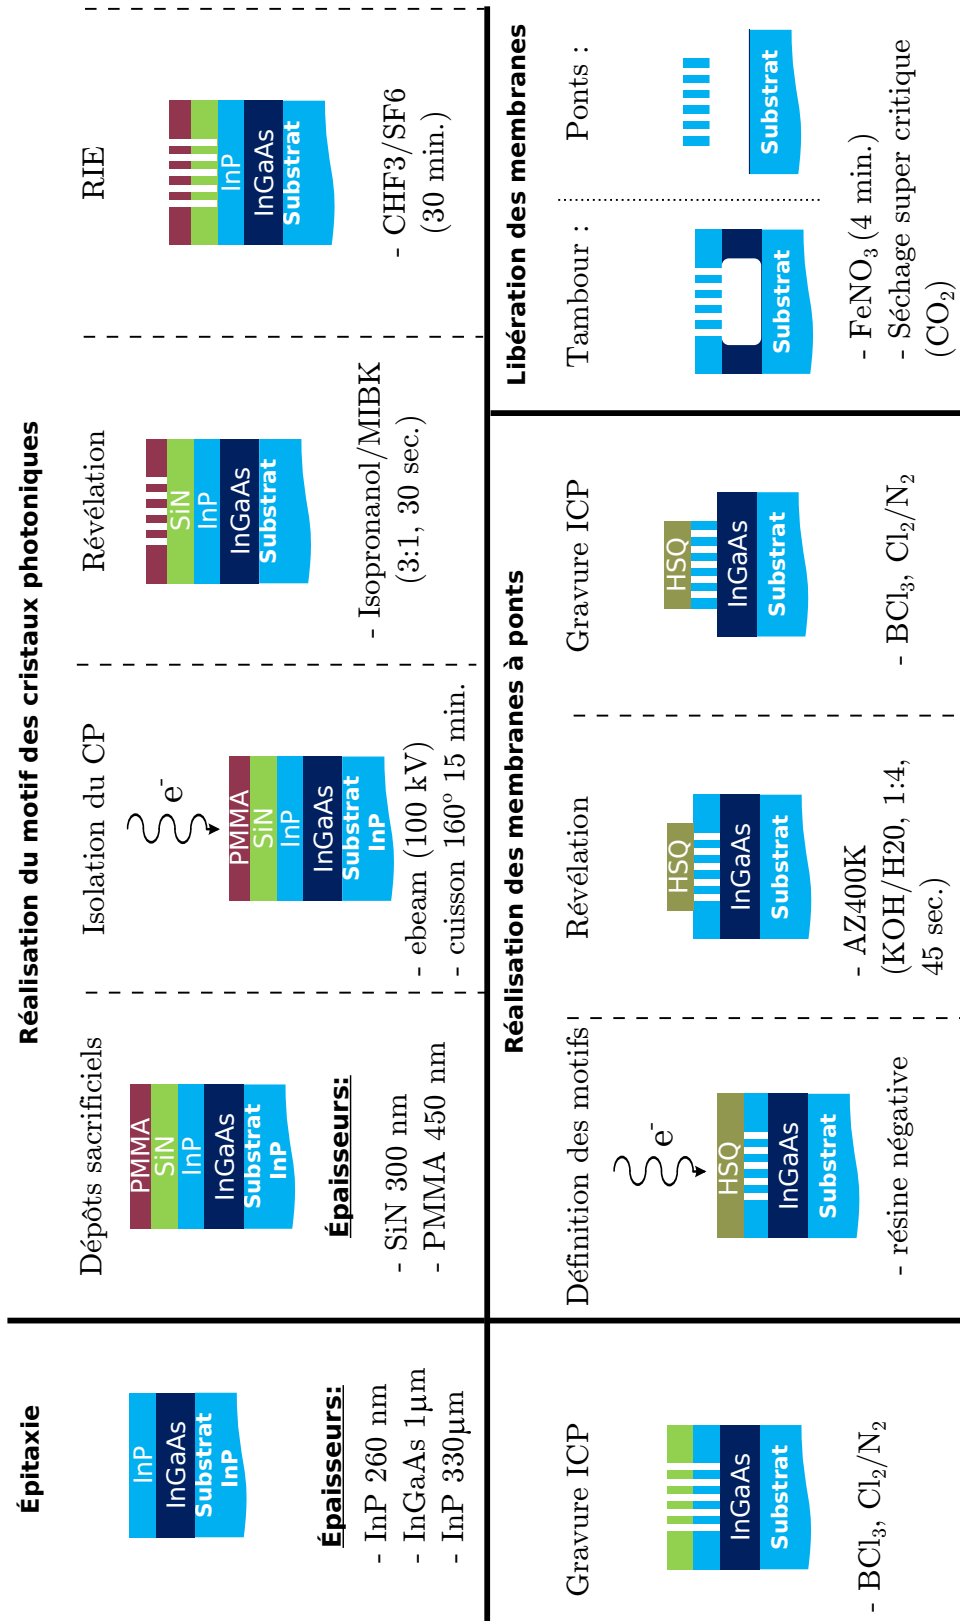 Épitaxie
InP
InGaAs
Substrat
InP
Épaisseurs:
- InP 260 nm
- InGaAs 1µm
- InP 330µm
Réalisation du motif des cristaux photoniques
Dépôts sacrificiels
PMMA
SiN
InP
InGaAs
Substrat
InP
Épaisseurs:
- SiN 300 nm
- PMMA 450 nm
Isolation du CP
e⁻
PMMA
SiN
InP
InGaAs
Substrat
InP
- ebeam (100 kV)
- cuisson 160° 15 min.
Révélation
SiN
InP
InGaAs
Substrat
- Isopronanol/MIBK
(3:1, 30 sec.)
RIE
InP
InGaAs
Substrat
- CHF3/SF6
(30 min.)
Gravure ICP
InGaAs
Substrat
- BCl₃, Cl₂/N₂
Réalisation des membranes à ponts
Définition des motifs
e⁻
HSQ
InGaAs
Substrat
- résine négative
Révélation
HSQ
InGaAs
Substrat
- AZ400K
(KOH/H20, 1:4,
45 sec.)
Gravure ICP
HSQ
InGaAs
Substrat
- BCl₃, Cl₂/N₂
Libération des membranes
Tambour :
Substrat
Ponts :
Substrat
- FeNO₃ (4 min.)
- Séchage super critique
(CO₂)